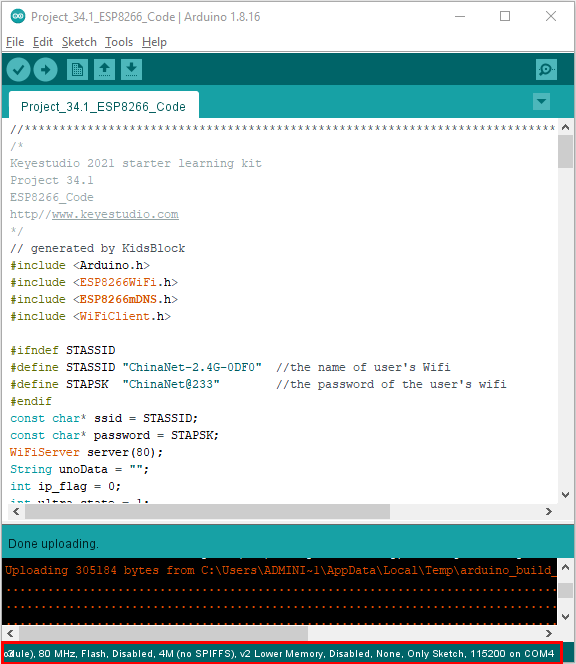 Project_34.1_ESP8266_Code | Arduino 1.8.16
File Edit Sketch Tools Help
Project_34.1_ESP8266_Code
//****************************************************************************
/*
Keyestudio 2021 starter learning kit
Project 34.1
ESP8266_Code
http//www.keyestudio.com
*/
// generated by KidsBlock
#include <Arduino.h>
#include <ESP8266WiFi.h>
#include <ESP8266mDNS.h>
#include <WiFiClient.h>
#ifndef STASSID
#define STASSID "ChinaNet-2.4G-0DF0"  //the name of user's Wifi
#define STAPSK  "ChinaNet@233"        //the password of the user's wifi
#endif
const char* ssid = STASSID;
const char* password = STAPSK;
WiFiServer server(80);
String unoData = "";
int ip_flag = 0;
int ultra_state = 1;
Done uploading.
Uploading 305184 bytes from C:\Users\ADMINI~1\AppData\Local\Temp\arduino_build_
................................................................................
................................................................................
................................................................................
dule), 80 MHz, Flash, Disabled, 4M (no SPIFFS), v2 Lower Memory, Disabled, None, Only Sketch, 115200 on COM4